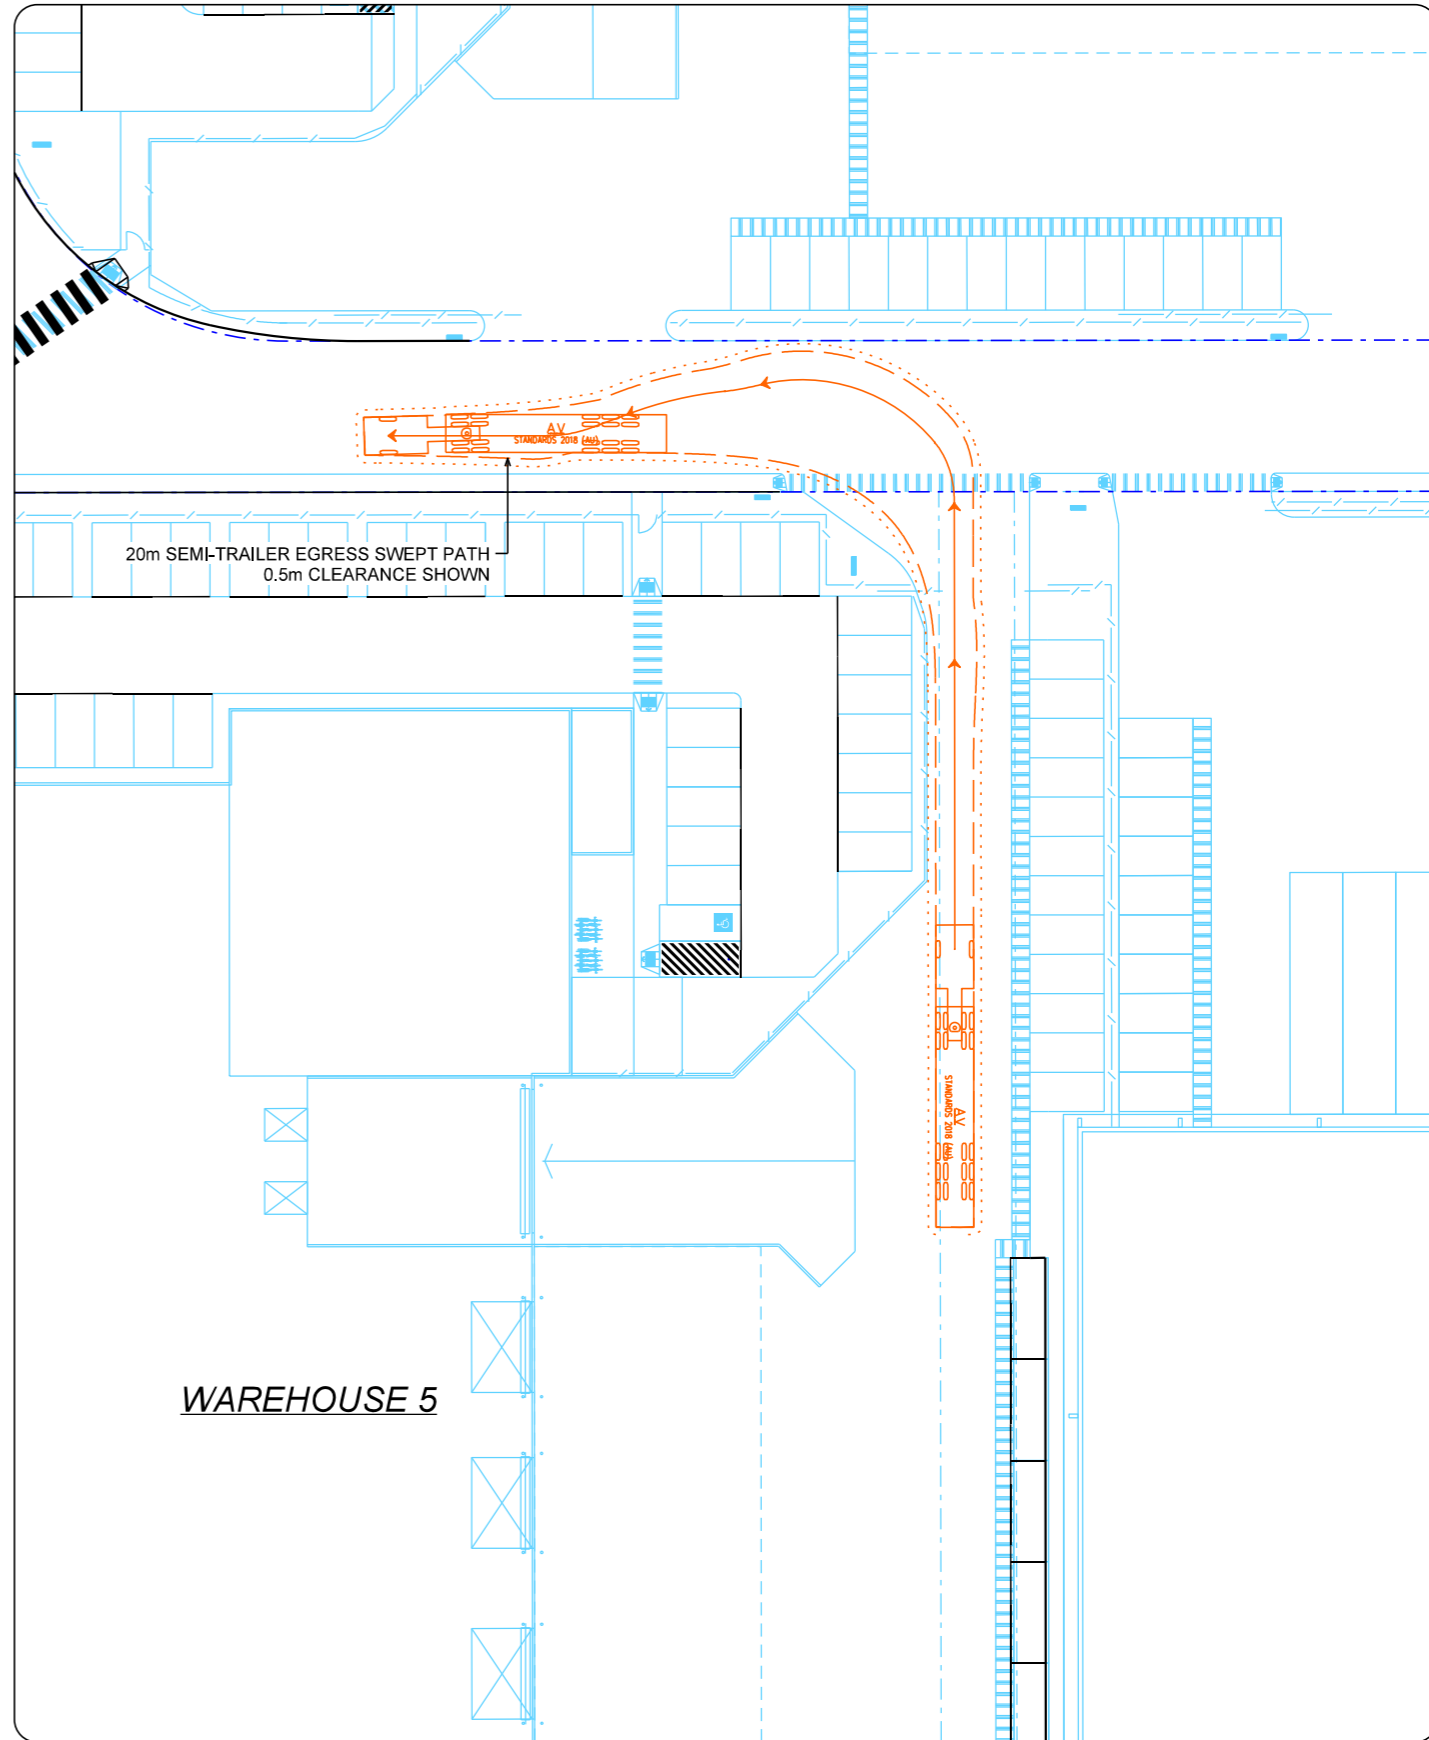 AV
STANDARDS 2018 (AU)
20m SEMI-TRAILER EGRESS SWEPT PATH
0.5m CLEARANCE SHOWN
AV
STANDARDS 2018 (AU)
WAREHOUSE 5